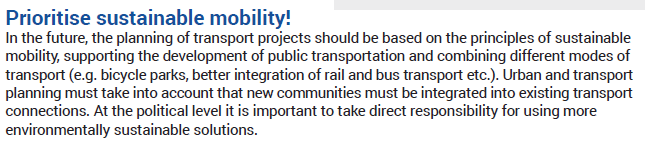 Prioritise sustainable mobility!
In the future, the planning of transport projects should be based on the principles of sustainable
mobility, supporting the development of public transportation and combining different modes of
transport (e.g. bicycle parks, better integration of rail and bus transport etc.). Urban and transport
planning must take into account that new communities must be integrated into existing transport
connections. At the political level it is important to take direct responsibility for using more
environmentally sustainable solutions.